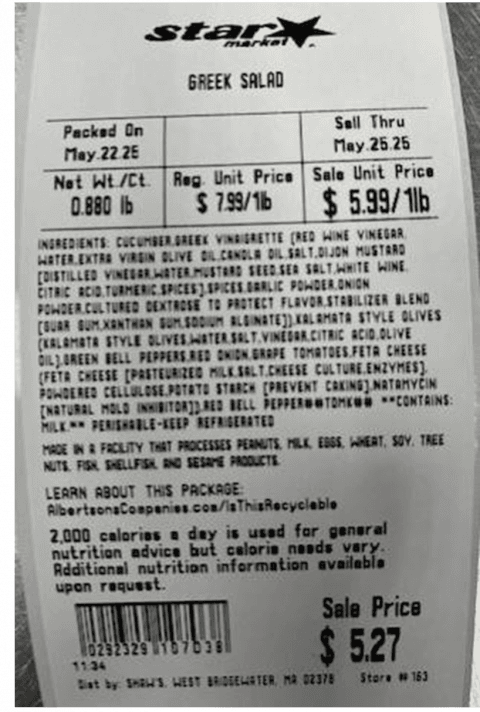 star market
GREEK SALAD
Packed On
May.22.25
Sell Thru
May.25.25
Net Wt./Ct.
0.880 lb
Reg. Unit Price
$ 7.99/1lb
Sale Unit Price
$ 5.99/1lb
INGREDIENTS: CUCUMBER,GREEK VINAIGRETTE (RED WINE VINEGAR,
WATER,EXTRA VIRGIN OLIVE OIL,CANOLA OIL,SALT,DIJON MUSTARD
[DISTILLED VINEGAR,WATER,MUSTARD SEED,SEA SALT,WHITE WINE,
CITRIC ACID,TURMERIC,SPICES],SPICES,GARLIC POWDER,ONION
POWDER,CULTURED DEXTROSE TO PROTECT FLAVOR,STABILIZER BLEND
[GUAR GUM,XANTHAN GUM,SODIUM ALGINATE]),KALAMATA STYLE OLIVES
(KALAMATA STYLE OLIVES,WATER,SALT,VINEGAR,CITRIC ACID,OLIVE
OIL),GREEN BELL PEPPERS,RED ONION,GRAPE TOMATOES,FETA CHEESE
(FETA CHEESE [PASTEURIZED MILK,SALT,CHEESE CULTURE,ENZYMES],
POWDERED CELLULOSE,POTATO STARCH [PREVENT CAKING],NATAMYCIN
[NATURAL MOLD INHIBITOR]),RED BELL PEPPER##TOMK## **CONTAINS:
MILK ** PERISHABLE-KEEP REFRIGERATED
MADE IN A FACILITY THAT PROCESSES PEANUTS, MILK, EGGS, WHEAT, SOY, TREE
NUTS, FISH, SHELLFISH, AND SESAME PRODUCTS.
LEARN ABOUT THIS PACKAGE:
AlbertsonsCompanies.com/IsThisRecyclable
2,000 calories a day is used for general
nutrition advice but calorie needs vary.
Additional nutrition information available
upon request.
0292329 107038
11:34
Sale Price
$ 5.27
Dist by: SHAW'S, WEST BRIDGEWATER, MA 02379 Store # 163